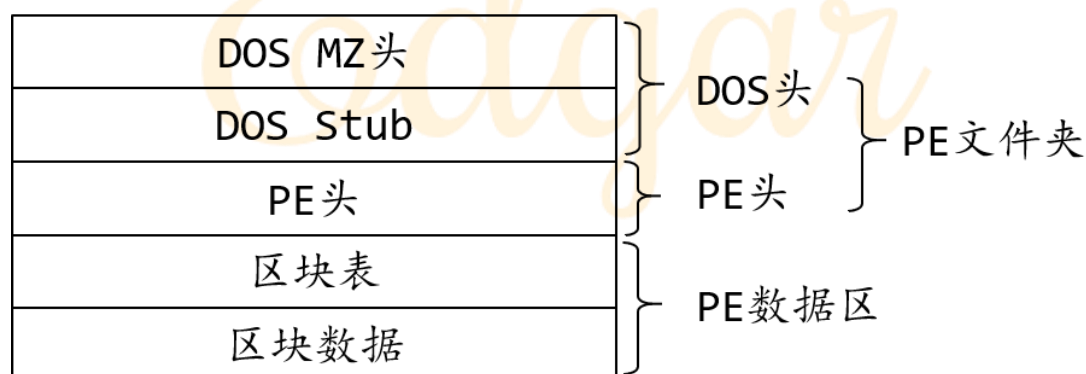 DOS MZ头
DOS Stub
PE头
区块表
区块数据
DOS头
PE头
PE数据区
PE文件夹
Edgar